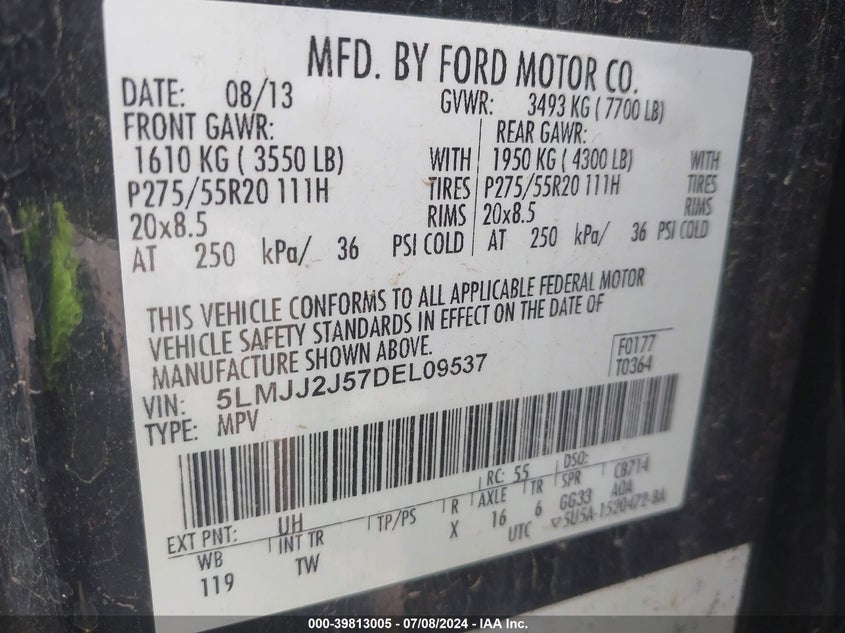 MFD. BY FORD MOTOR CO.
DATE: 08/13 GVWR: 3493 KG ( 7700 LB)
FRONT GAWR: REAR GAWR:
1610 KG ( 3550 LB) WITH 1950 KG ( 4300 LB) WITH
P275/55R20 111H TIRES P275/55R20 111H TIRES
20x8.5 RIMS 20x8.5 RIMS
AT 250 kPa/ 36 PSI COLD AT 250 kPa/ 36 PSI COLD
THIS VEHICLE CONFORMS TO ALL APPLICABLE FEDERAL MOTOR
VEHICLE SAFETY STANDARDS IN EFFECT ON THE DATE OF
MANUFACTURE SHOWN ABOVE.
F0177
T0364
VIN: 5LMJJ2J57DEL09537
TYPE: MPV
EXT PNT: UH RC: 55 DSO: CB714
WB INT TR TP/PS R AXLE TR SPR AOA
119 TW X 16 6 GG33
UTC ▽5U5A-1520472-BA
000-39813005 - 07/08/2024 - IAA Inc.